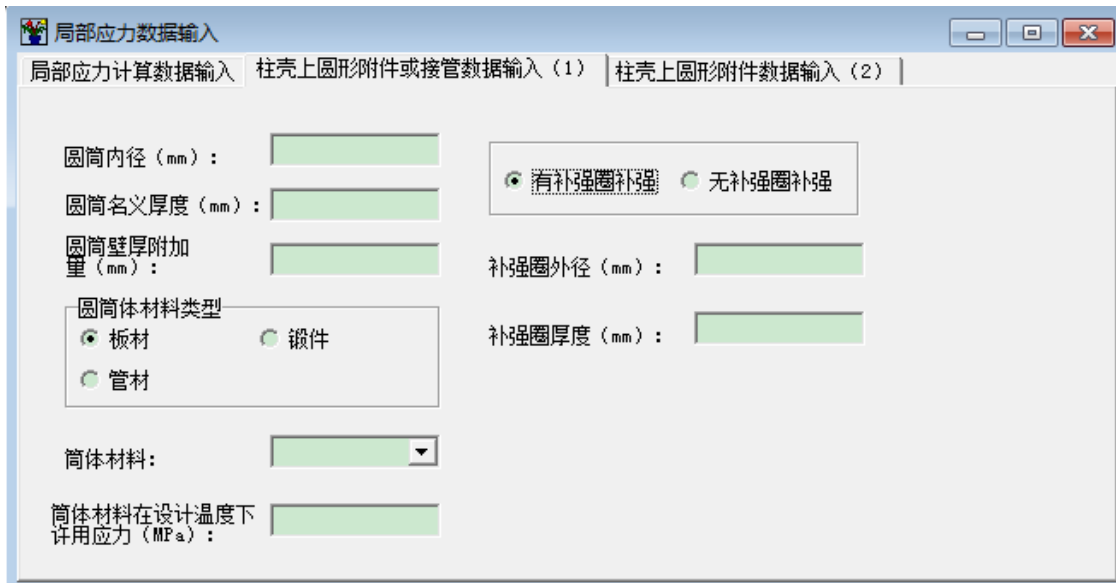 局部应力数据输入
局部应力计算数据输入 柱壳上圆形附件或接管数据输入（1） 柱壳上圆形附件数据输入（2）
圆筒内径（mm）：
有补强圈补强 无补强圈补强
圆筒名义厚度（mm）：
圆筒壁厚附加
量（mm）：
补强圈外径（mm）：
圆筒体材料类型
板材 锻件
管材
补强圈厚度（mm）：
筒体材料：
筒体材料在设计温度下
许用应力（MPa）：